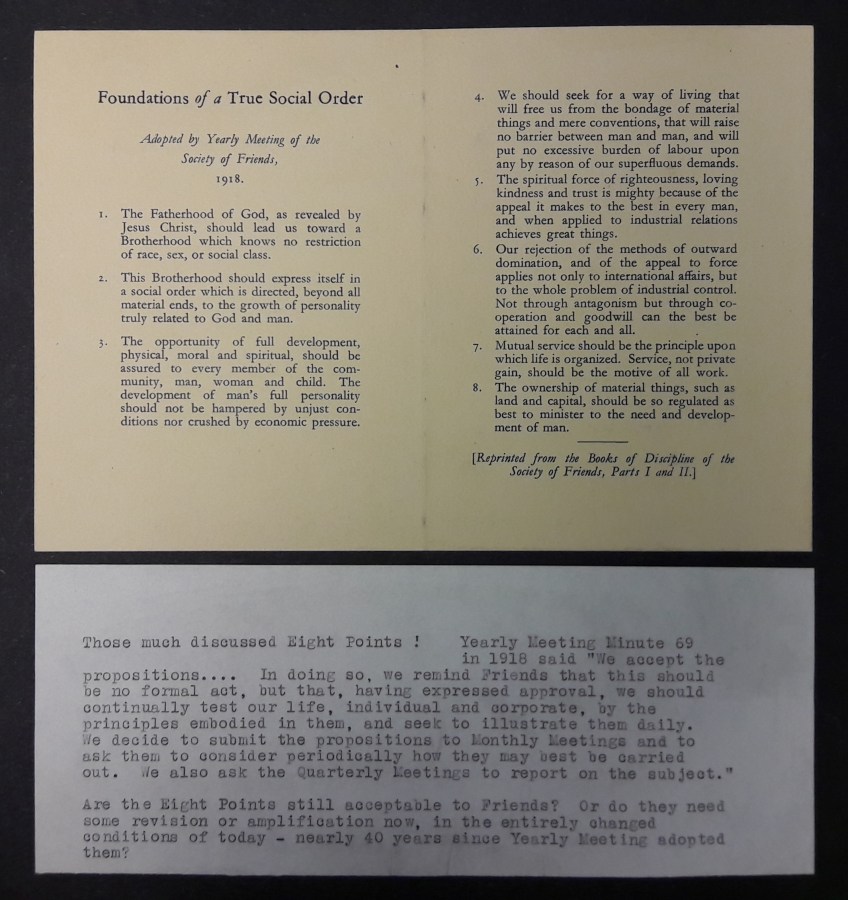 Foundations of a True Social Order
Adopted by Yearly Meeting of the
Society of Friends,
1918.
1. The Fatherhood of God, as revealed by
Jesus Christ, should lead us toward a
Brotherhood which knows no restriction
of race, sex, or social class.
2. This Brotherhood should express itself in
a social order which is directed, beyond all
material ends, to the growth of personality
truly related to God and man.
3. The opportunity of full development,
physical, moral and spiritual, should be
assured to every member of the com-
munity, man, woman and child. The
development of man's full personality
should not be hampered by unjust con-
ditions nor crushed by economic pressure.
4. We should seek for a way of living that
will free us from the bondage of material
things and mere conventions, that will raise
no barrier between man and man, and will
put no excessive burden of labour upon
any by reason of our superfluous demands.
5. The spiritual force of righteousness, loving
kindness and trust is mighty because of the
appeal it makes to the best in every man,
and when applied to industrial relations
achieves great things.
6. Our rejection of the methods of outward
domination, and of the appeal to force
applies not only to international affairs, but
to the whole problem of industrial control.
Not through antagonism but through co-
operation and goodwill can the best be
attained for each and all.
7. Mutual service should be the principle upon
which life is organized. Service, not private
gain, should be the motive of all work.
8. The ownership of material things, such as
land and capital, should be so regulated as
best to minister to the need and develop-
ment of man.
[Reprinted from the Books of Discipline of the
Society of Friends, Parts I and II.]
Those much discussed Eight Points ! Yearly Meeting Minute 69
in 1918 said "We accept the
propositions.... In doing so, we remind Friends that this should
be no formal act, but that, having expressed approval, we should
continually test our life, individual and corporate, by the
principles embodied in them, and seek to illustrate them daily.
We decide to submit the propositions to Monthly Meetings and to
ask them to consider periodically how they may best be carried
out. We also ask the Quarterly Meetings to report on the subject."
Are the Eight Points still acceptable to Friends? Or do they need
some revision or amplification now, in the entirely changed
conditions of today - nearly 40 years since Yearly Meeting adopted
them?